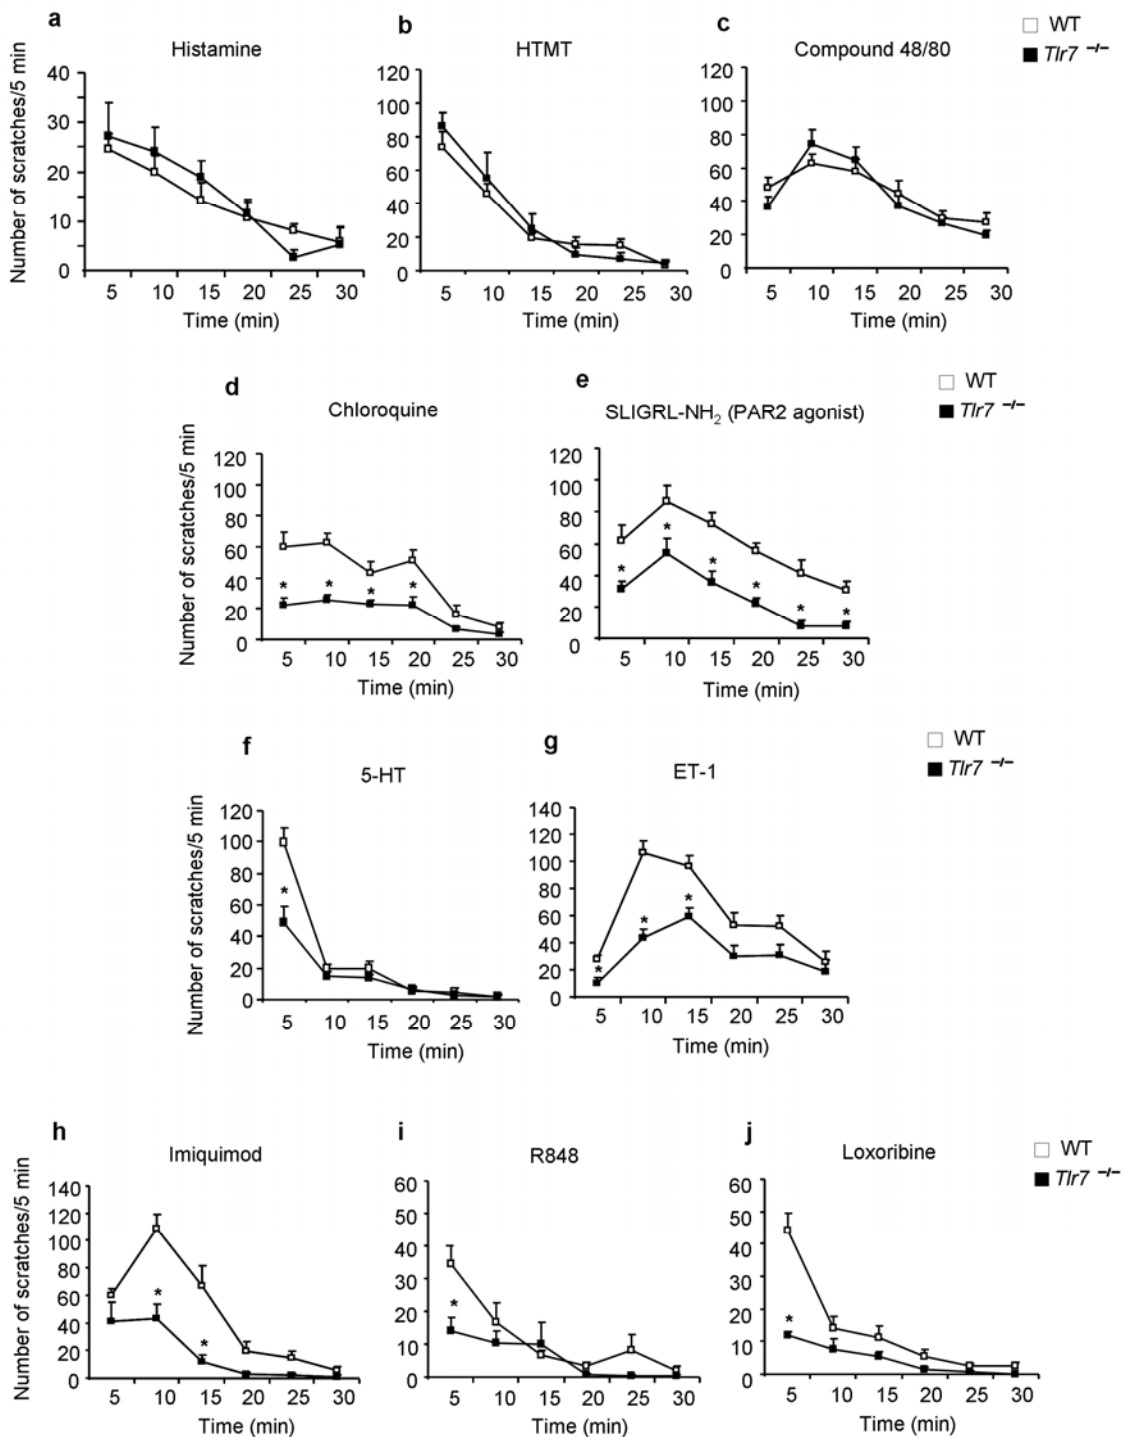 a
Histamine
Number of scratches/5 min
40
30
20
10
0
5 10 15 20 25 30
Time (min)
b
HTMT
120
100
80
60
40
20
0
5 10 15 20 25 30
Time (min)
c
Compound 48/80
120
100
80
60
40
20
0
5 10 15 20 25 30
Time (min)
WT
Tlr7 −/−
d
Chloroquine
Number of scratches/5 min
120
100
80
60
40
20
0
* * * *
5 10 15 20 25 30
Time (min)
e
SLIGRL-NH2 (PAR2 agonist)
120
100
80
60
40
20
0
* * * * * *
5 10 15 20 25 30
Time (min)
WT
Tlr7 −/−
f
5-HT
Number of scratches/5 min
120
100
80
60
40
20
0
*
5 10 15 20 25 30
Time (min)
g
ET-1
140
120
100
80
60
40
20
0
* * *
5 10 15 20 25 30
Time (min)
WT
Tlr7 −/−
h
Imiquimod
Number of scratches/5 min
140
120
100
80
60
40
20
0
* *
5 10 15 20 25 30
Time (min)
i
R848
60
50
40
30
20
10
0
*
5 10 15 20 25 30
Time (min)
j
Loxoribine
60
50
40
30
20
10
0
*
5 10 15 20 25 30
Time (min)
WT
Tlr7 −/−